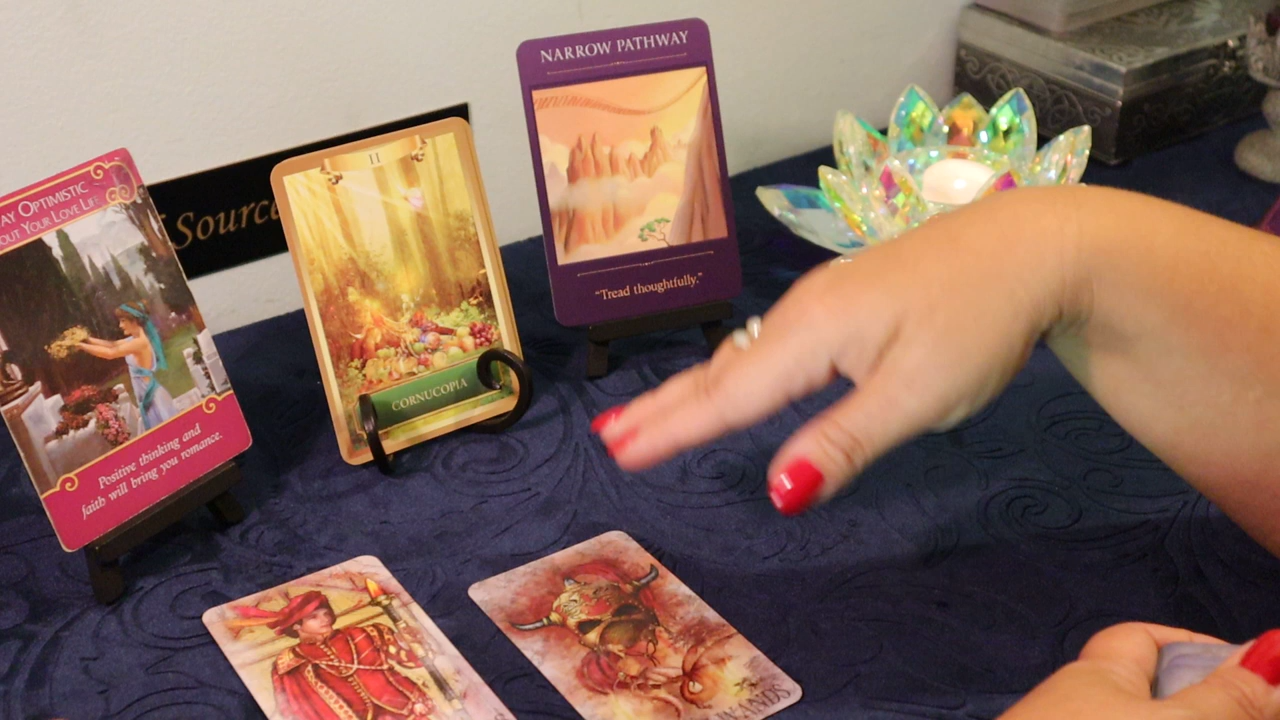 AY OPTIMISTIC
OUT YOUR LOVE LIFE
Positive thinking and
faith will bring you romance.
Source
II
CORNUCOPIA
NARROW PATHWAY
"Tread thoughtfully."
WANDS